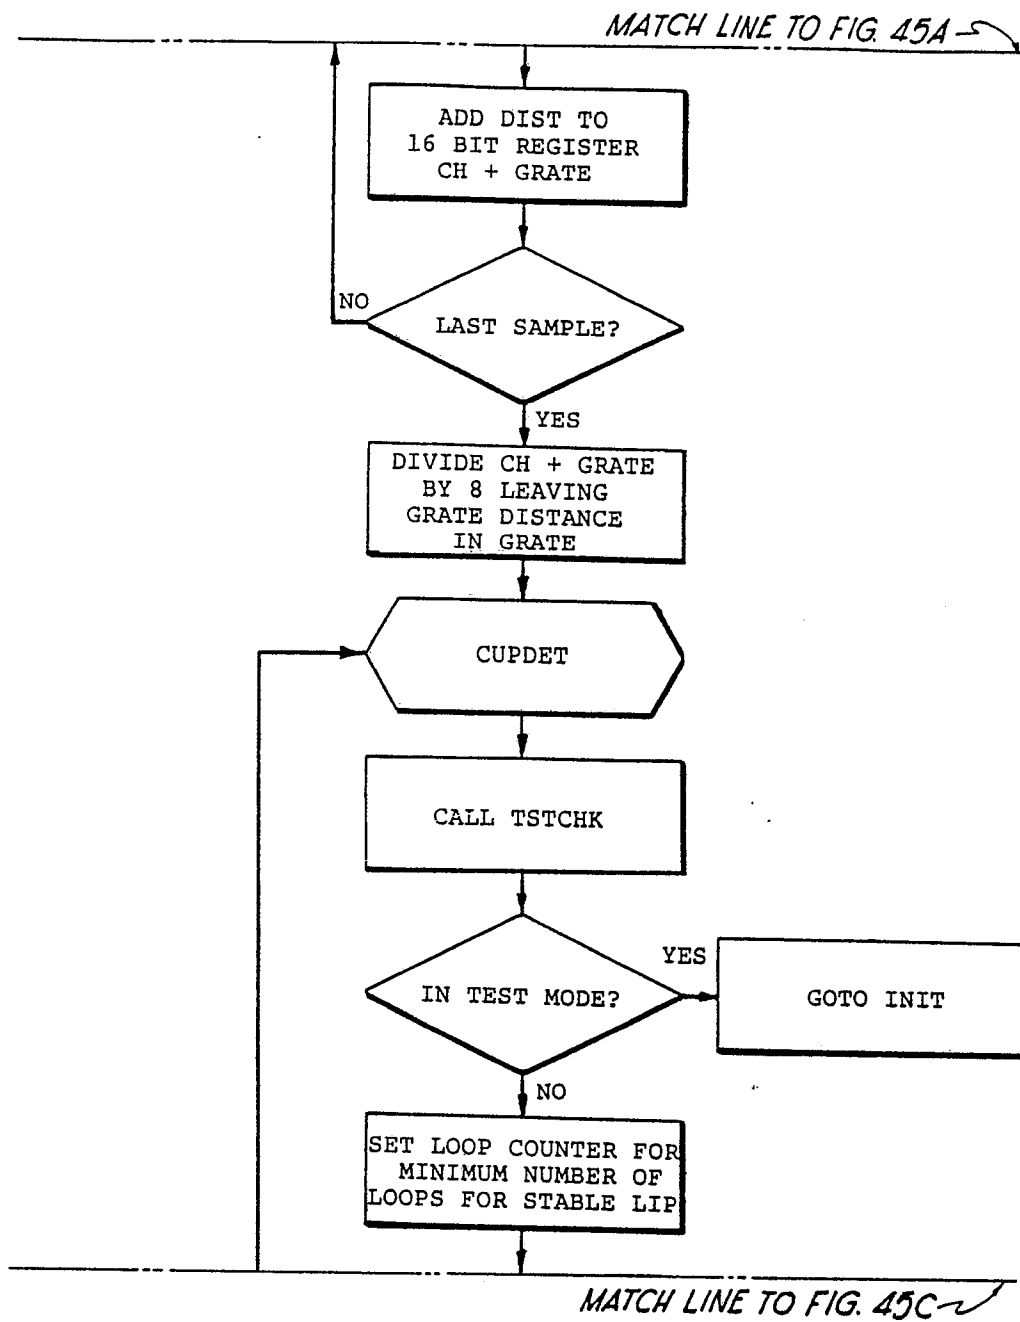 MATCH LINE TO FIG. 45A
ADD DIST TO
16 BIT REGISTER
CH + GRATE
NO
LAST SAMPLE?
YES
DIVIDE CH + GRATE
BY 8 LEAVING
GRATE DISTANCE
IN GRATE
CUPDET
CALL TSTCHK
YES
IN TEST MODE?
GOTO INIT
NO
SET LOOP COUNTER FOR
MINIMUM NUMBER OF
LOOPS FOR STABLE LIP
MATCH LINE TO FIG. 45C